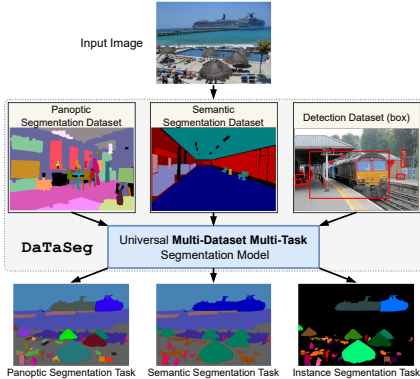 Input Image
Panoptic
Segmentation Dataset
Semantic
Segmentation Dataset
Detection Dataset (box)
DaTaSeg
Universal Multi-Dataset Multi-Task
Segmentation Model
Panoptic Segmentation Task
Semantic Segmentation Task
Instance Segmentation Task